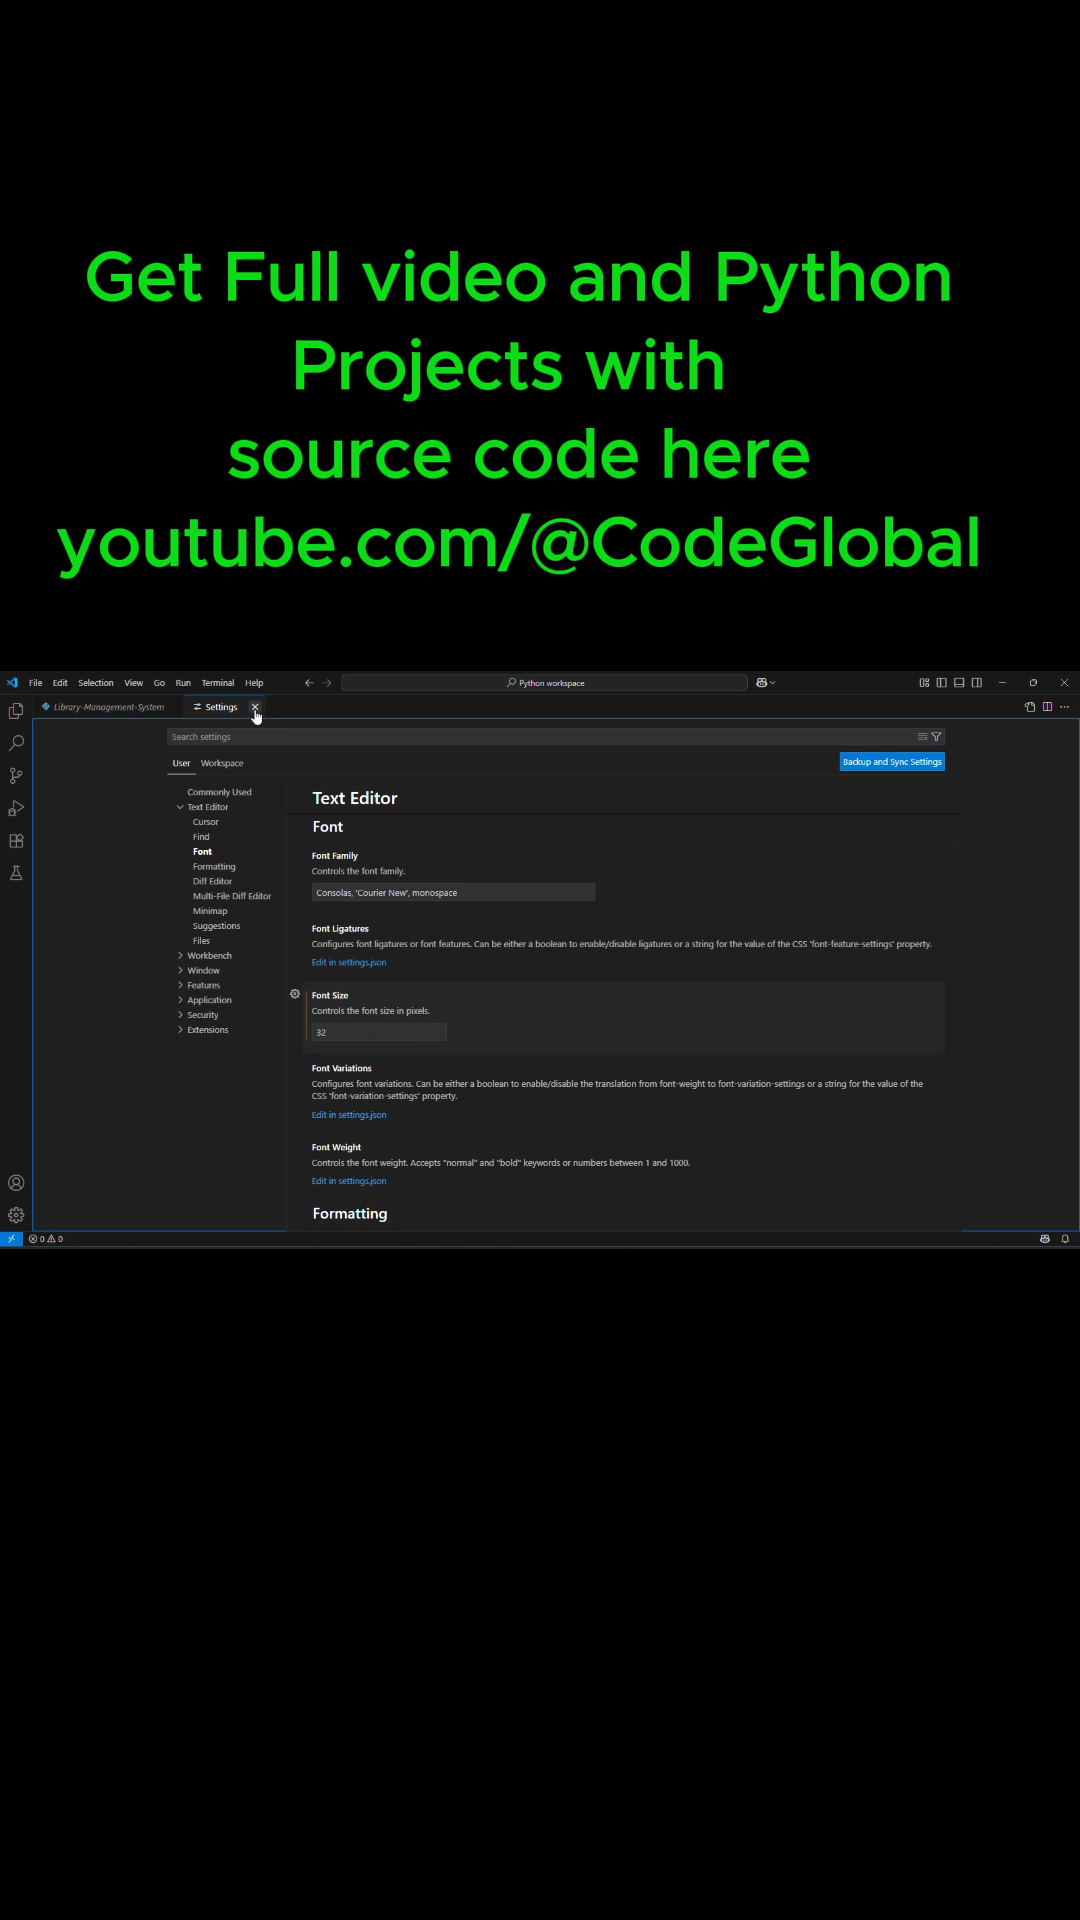 Get Full video and Python
Projects with
source code here
youtube.com/@CodeGlobal
File Edit Selection View Go Run Terminal Help
Python workspace
Library-Management-System
Settings
Search settings
User Workspace
Backup and Sync Settings
Commonly Used
Text Editor
Cursor
Find
Font
Formatting
Diff Editor
Multi-File Diff Editor
Minimap
Suggestions
Files
Workbench
Window
Features
Application
Security
Extensions
Text Editor
Font
Font Family
Controls the font family.
Consolas, 'Courier New', monospace
Font Ligatures
Configures font ligatures or font features. Can be either a boolean to enable/disable ligatures or a string for the value of the CSS 'font-feature-settings' property.
Edit in settings.json
Font Size
Controls the font size in pixels.
32
Font Variations
Configures font variations. Can be either a boolean to enable/disable the translation from font-weight to font-variation-settings or a string for the value of the
CSS 'font-variation-settings' property.
Edit in settings.json
Font Weight
Controls the font weight. Accepts "normal" and "bold" keywords or numbers between 1 and 1000.
Edit in settings.json
Formatting
0 0